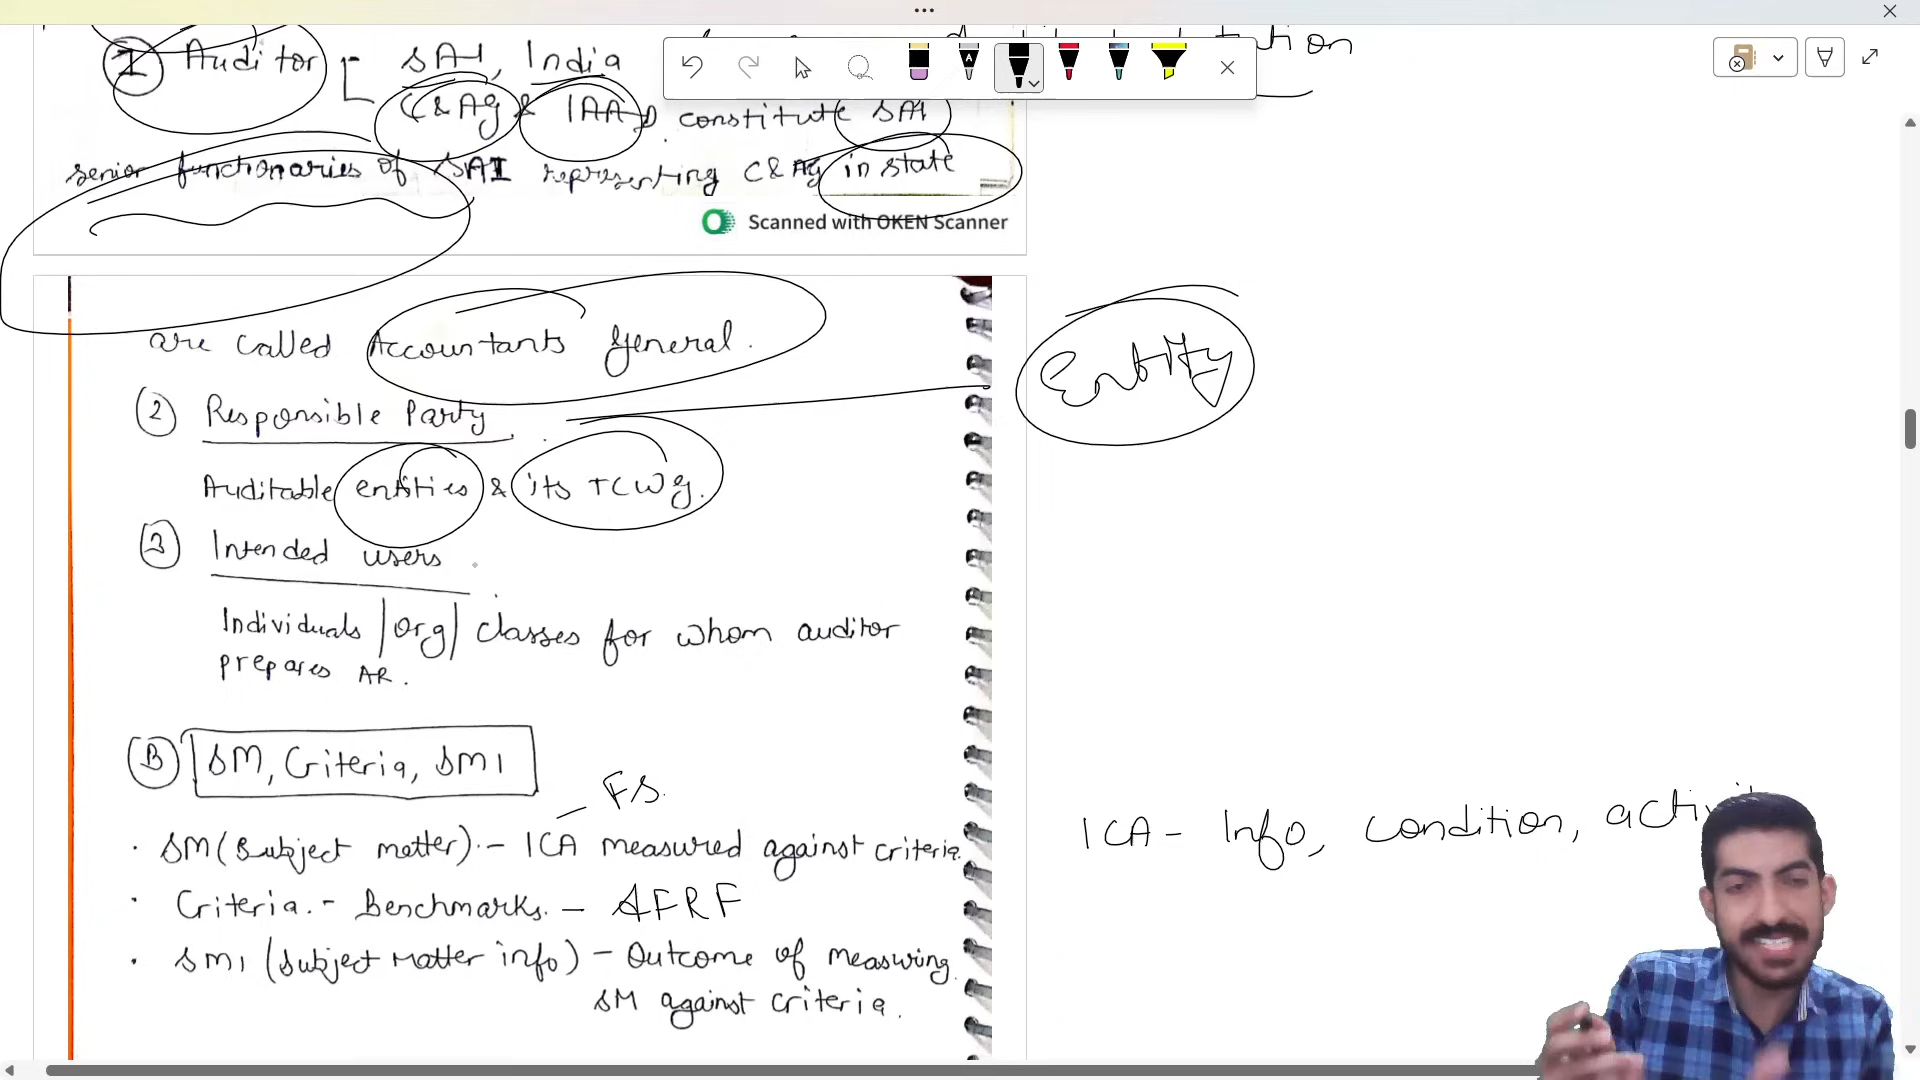 1 Auditor SAI, India
C&AG & IAAD constitute SAI
senior functionaries of SAI representing C&AG in state
Scanned with OKEN Scanner
are called Accountants General.
Entity
2 Responsible Party
Auditable entities & its TCWG.
3 Intended users
Individuals | org | classes for whom auditor
prepares AR.
B SM, Criteria, SMI
FS
SM (Subject matter) - ICA measured against criteria.
ICA - Info, condition,
Criteria. - Benchmarks. - AFRF
SMI (Subject Matter info) - Outcome of measuring
SM against criteria.